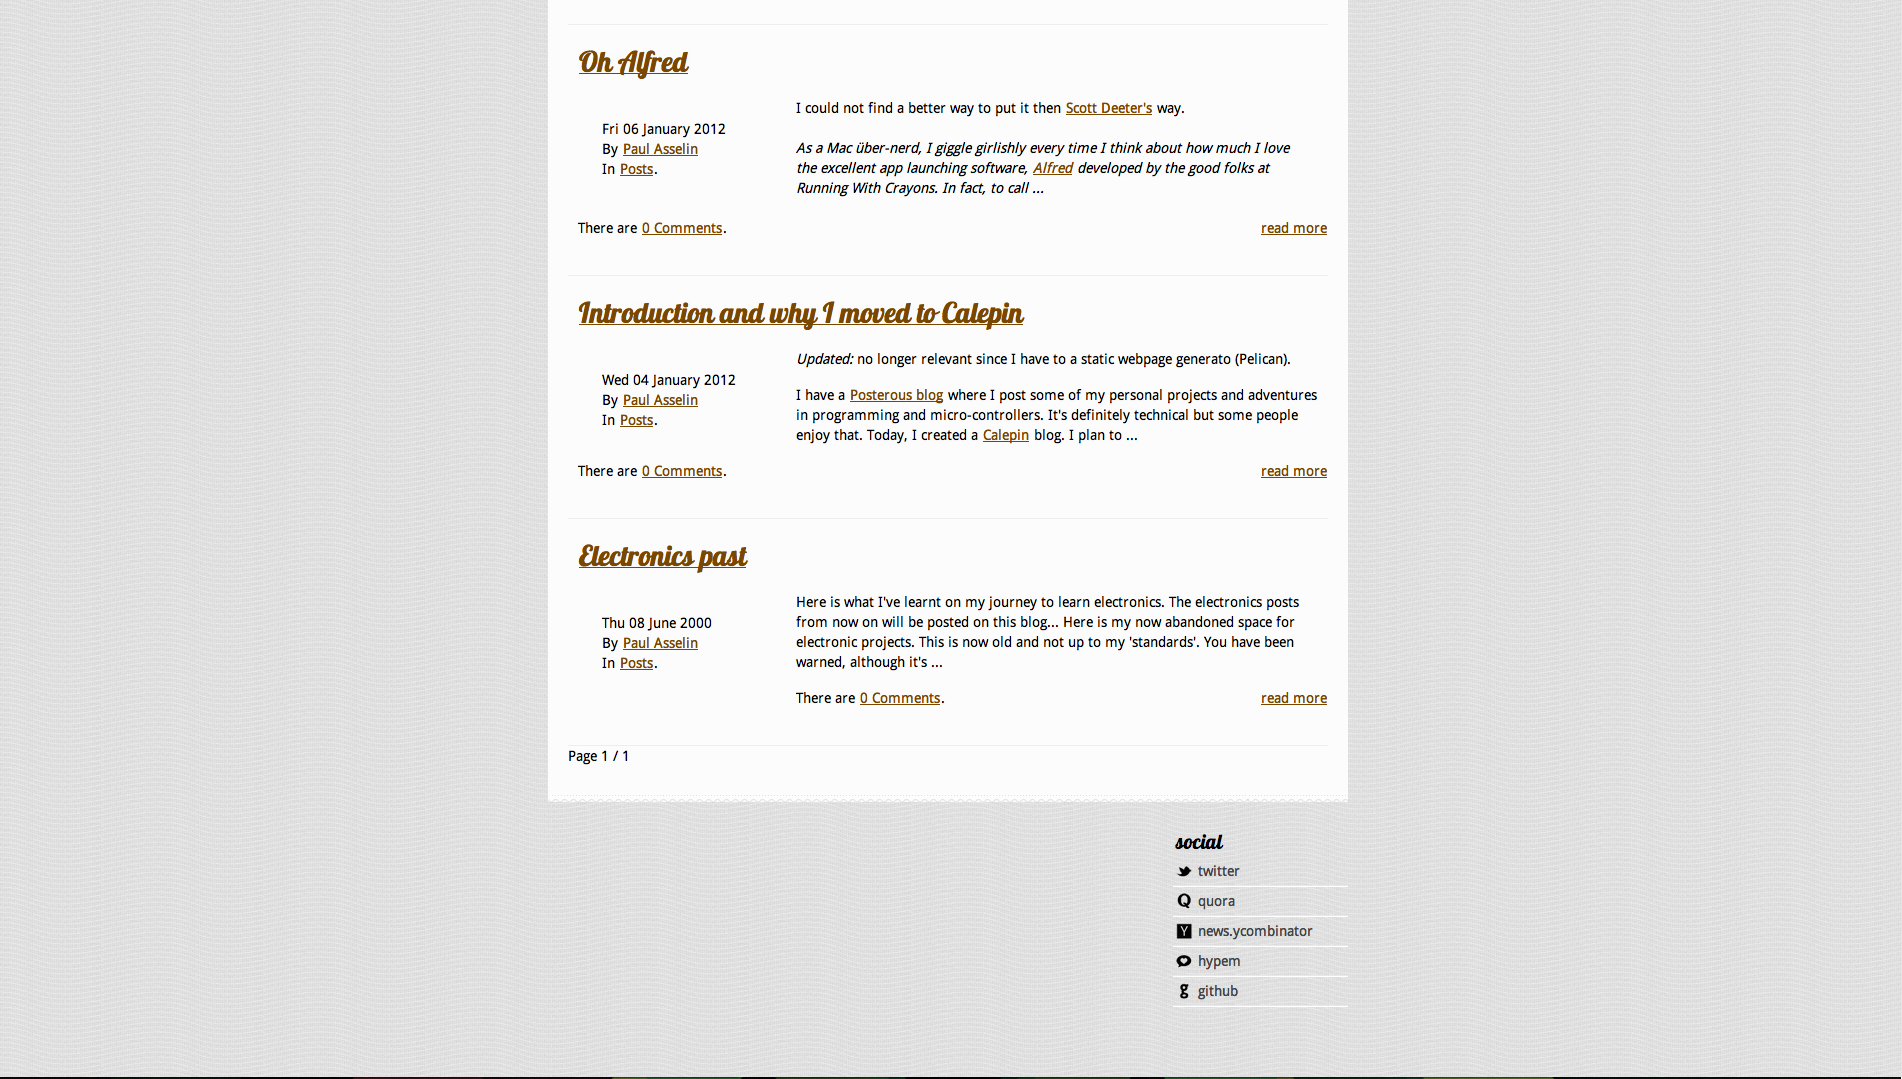 Oh Alfred
Fri 06 January 2012
By Paul Asselin
In Posts.
I could not find a better way to put it then Scott Deeter's way.
As a Mac über-nerd, I giggle girlishly every time I think about how much I love
the excellent app launching software, Alfred developed by the good folks at
Running With Crayons. In fact, to call ...
There are 0 Comments.
read more
Introduction and why I moved to Calepin
Wed 04 January 2012
By Paul Asselin
In Posts.
Updated: no longer relevant since I have to a static webpage generato (Pelican).
I have a Posterous blog where I post some of my personal projects and adventures
in programming and micro-controllers. It's definitely technical but some people
enjoy that. Today, I created a Calepin blog. I plan to ...
There are 0 Comments.
read more
Electronics past
Thu 08 June 2000
By Paul Asselin
In Posts.
Here is what I've learnt on my journey to learn electronics. The electronics posts
from now on will be posted on this blog... Here is my now abandoned space for
electronic projects. This is now old and not up to my 'standards'. You have been
warned, although it's ...
There are 0 Comments.
read more
Page 1 / 1
social
twitter
quora
news.ycombinator
hypem
github